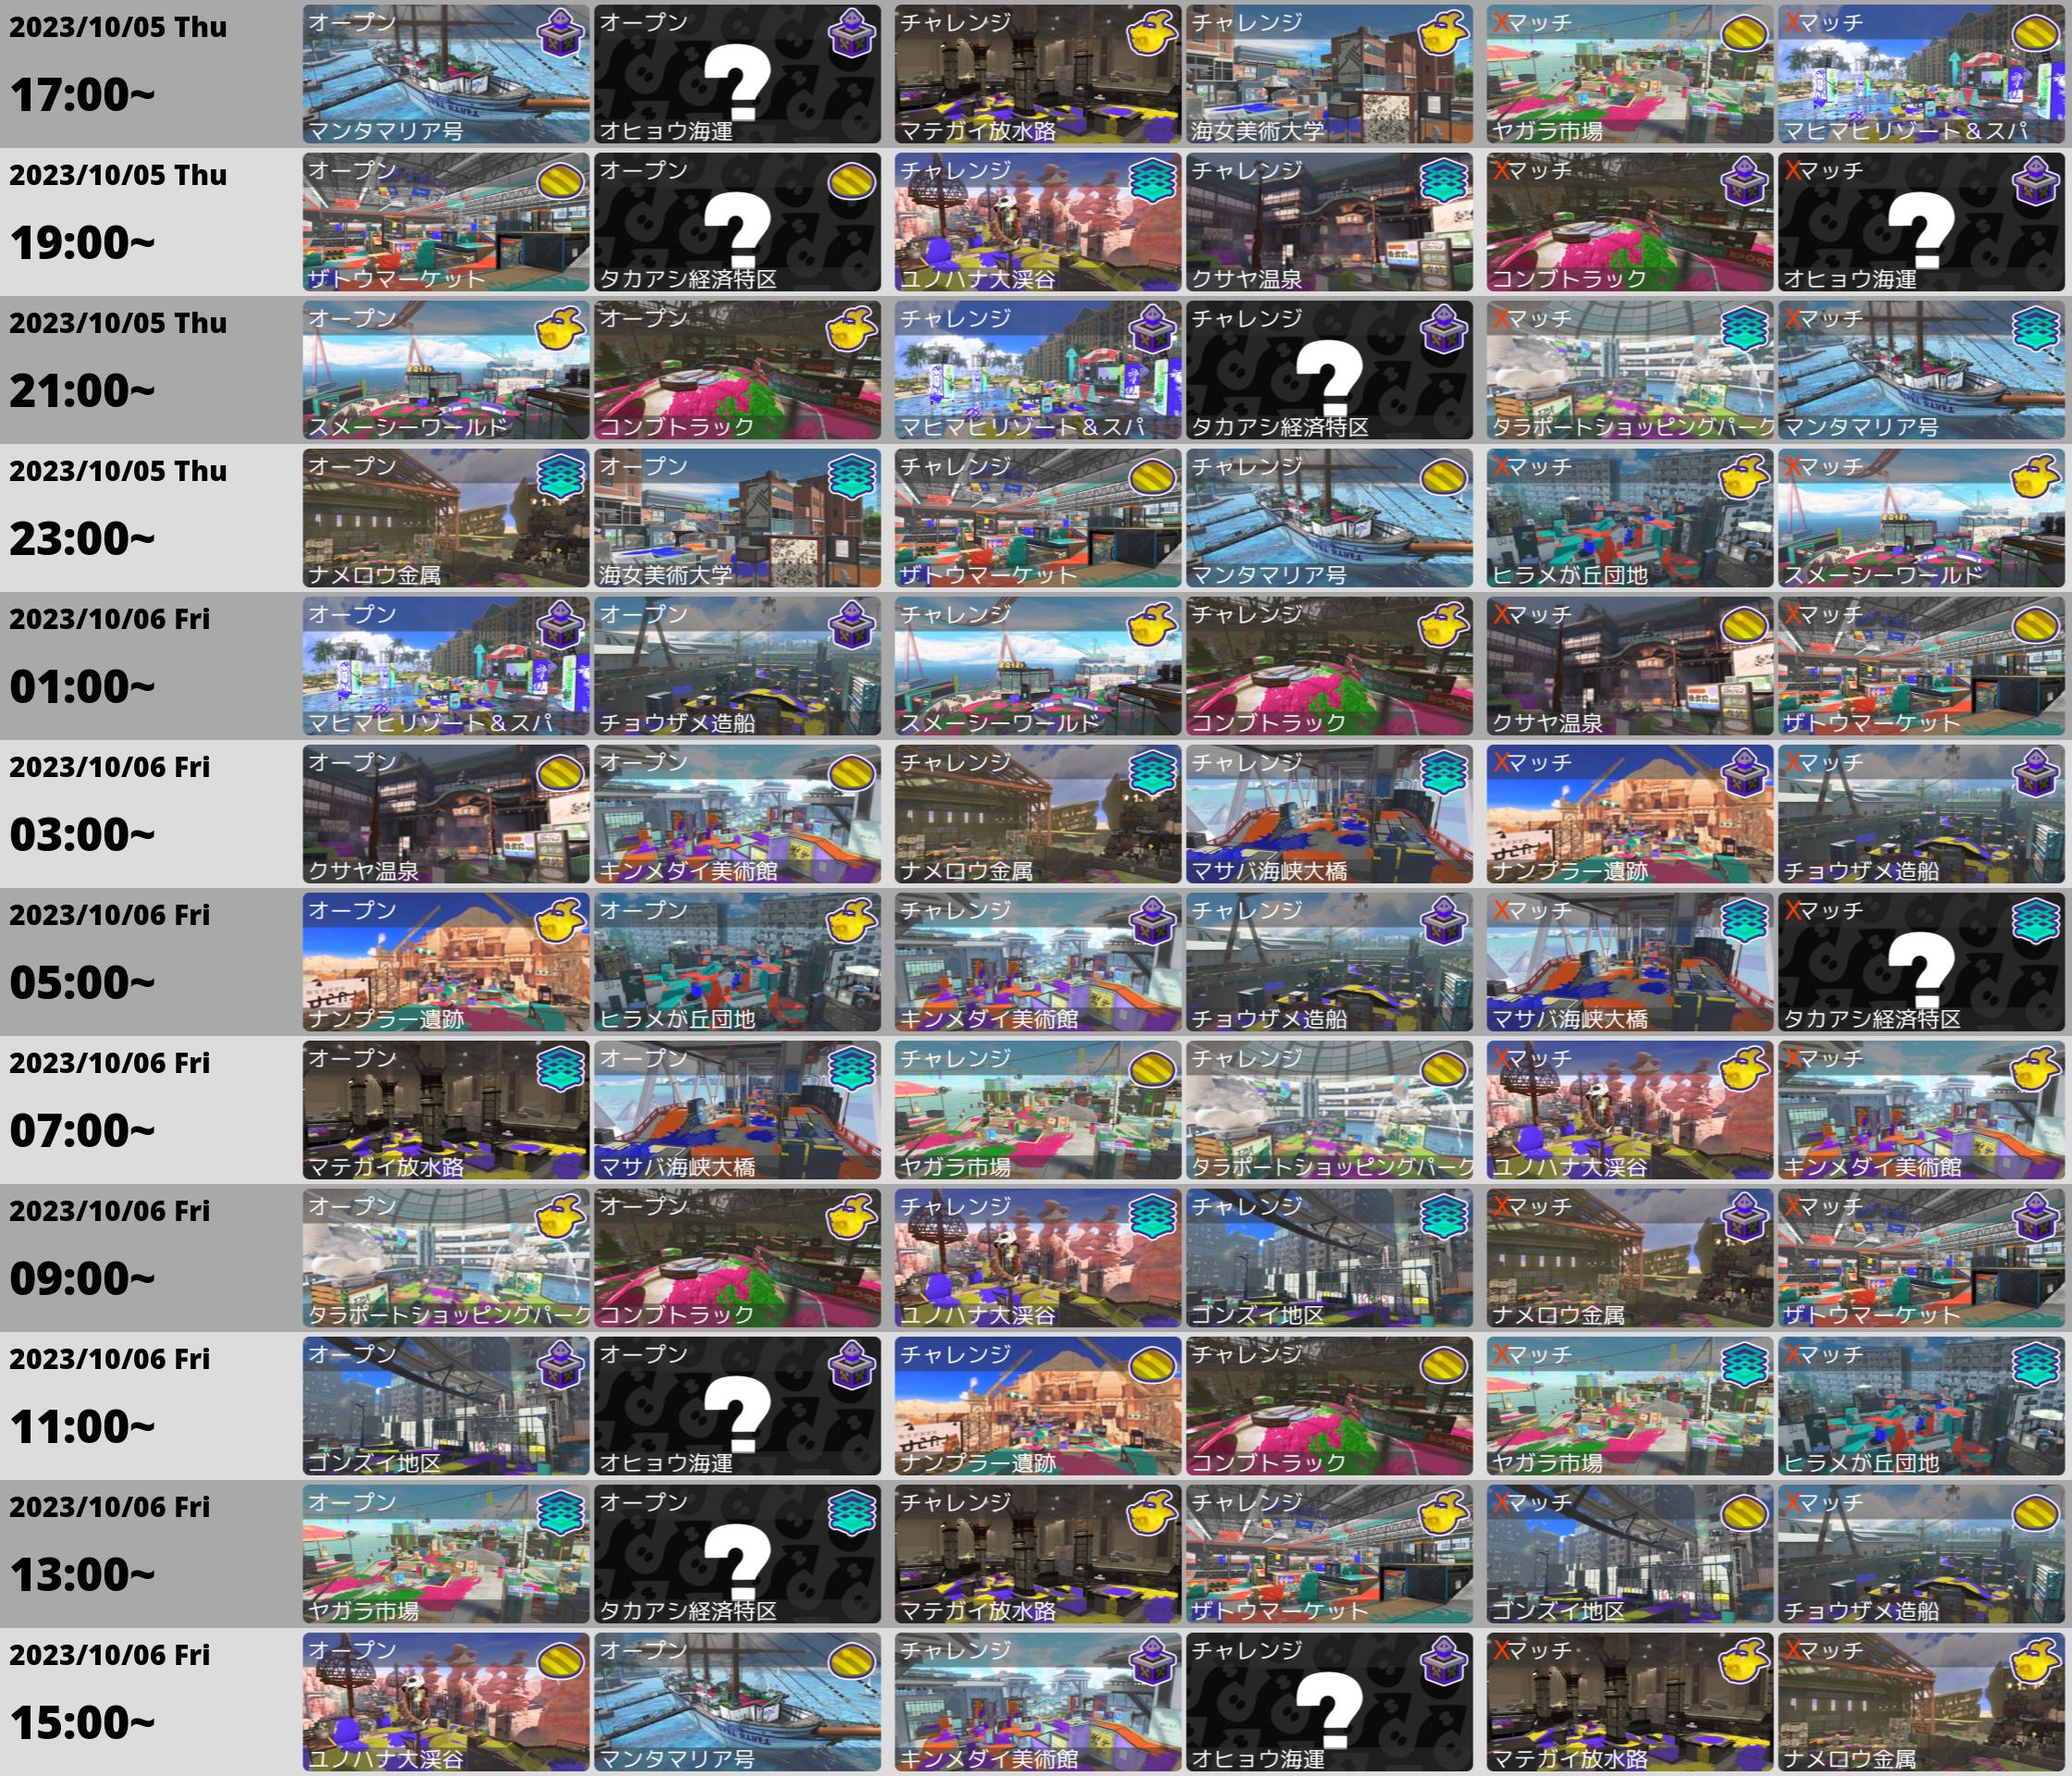 2023/10/05 Thu
17:00~
オープン
マンタマリア号
オープン
オヒョウ海運
チャレンジ
マテガイ放水路
チャレンジ
海女美術大学
Xマッチ
ヤガラ市場
Xマッチ
マヒマヒリゾート＆スパ
2023/10/05 Thu
19:00~
オープン
ザトウマーケット
オープン
タカアシ経済特区
チャレンジ
ユノハナ大渓谷
チャレンジ
クサヤ温泉
Xマッチ
コンブトラック
Xマッチ
オヒョウ海運
2023/10/05 Thu
21:00~
オープン
スメーシーワールド
オープン
コンブトラック
チャレンジ
マヒマヒリゾート＆スパ
チャレンジ
タカアシ経済特区
Xマッチ
タラポートショッピングパーク
Xマッチ
マンタマリア号
2023/10/05 Thu
23:00~
オープン
ナメロウ金属
オープン
海女美術大学
チャレンジ
ザトウマーケット
チャレンジ
マンタマリア号
Xマッチ
ヒラメが丘団地
Xマッチ
スメーシーワールド
2023/10/06 Fri
01:00~
オープン
マヒマヒリゾート＆スパ
オープン
チョウザメ造船
チャレンジ
スメーシーワールド
チャレンジ
コンブトラック
Xマッチ
クサヤ温泉
Xマッチ
ザトウマーケット
2023/10/06 Fri
03:00~
オープン
クサヤ温泉
オープン
キンメダイ美術館
チャレンジ
ナメロウ金属
チャレンジ
マサバ海峡大橋
Xマッチ
ナンプラー遺跡
Xマッチ
チョウザメ造船
2023/10/06 Fri
05:00~
オープン
ナンプラー遺跡
オープン
ヒラメが丘団地
チャレンジ
キンメダイ美術館
チャレンジ
チョウザメ造船
Xマッチ
マサバ海峡大橋
Xマッチ
タカアシ経済特区
2023/10/06 Fri
07:00~
オープン
マテガイ放水路
オープン
マサバ海峡大橋
チャレンジ
ヤガラ市場
チャレンジ
タラポートショッピングパーク
Xマッチ
ユノハナ大渓谷
Xマッチ
キンメダイ美術館
2023/10/06 Fri
09:00~
オープン
タラポートショッピングパーク
オープン
コンブトラック
チャレンジ
ユノハナ大渓谷
チャレンジ
ゴンズイ地区
Xマッチ
ナメロウ金属
Xマッチ
ザトウマーケット
2023/10/06 Fri
11:00~
オープン
ゴンズイ地区
オープン
オヒョウ海運
チャレンジ
ナンプラー遺跡
チャレンジ
コンブトラック
Xマッチ
ヤガラ市場
Xマッチ
ヒラメが丘団地
2023/10/06 Fri
13:00~
オープン
ヤガラ市場
オープン
タカアシ経済特区
チャレンジ
マテガイ放水路
チャレンジ
ザトウマーケット
Xマッチ
ゴンズイ地区
Xマッチ
チョウザメ造船
2023/10/06 Fri
15:00~
オープン
ユノハナ大渓谷
オープン
マンタマリア号
チャレンジ
キンメダイ美術館
チャレンジ
オヒョウ海運
Xマッチ
マテガイ放水路
Xマッチ
ナメロウ金属